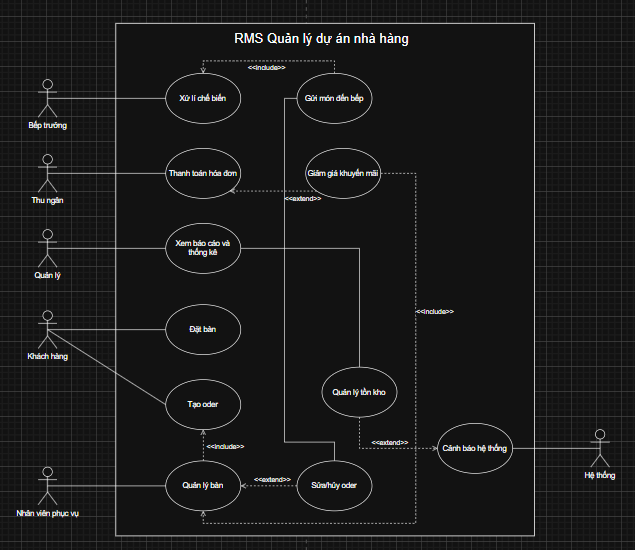 RMS Quản lý dự án nhà hàng
<<include>>
Xử lí chế biến
Gửi món đến bếp
Bếp trưởng
Thanh toán hóa đơn
Giảm giá khuyến mãi
<<extend>>
Thu ngân
Xem báo cáo và
thống kê
Quản lý
<<include>>
Đặt bàn
Khách hàng
Quản lý tồn kho
Tạo oder
<<include>>
<<extend>>
Cảnh báo hệ thống
Hệ thống
<<extend>>
Quản lý bàn
Sửa/hủy oder
Nhân viên phục vụ